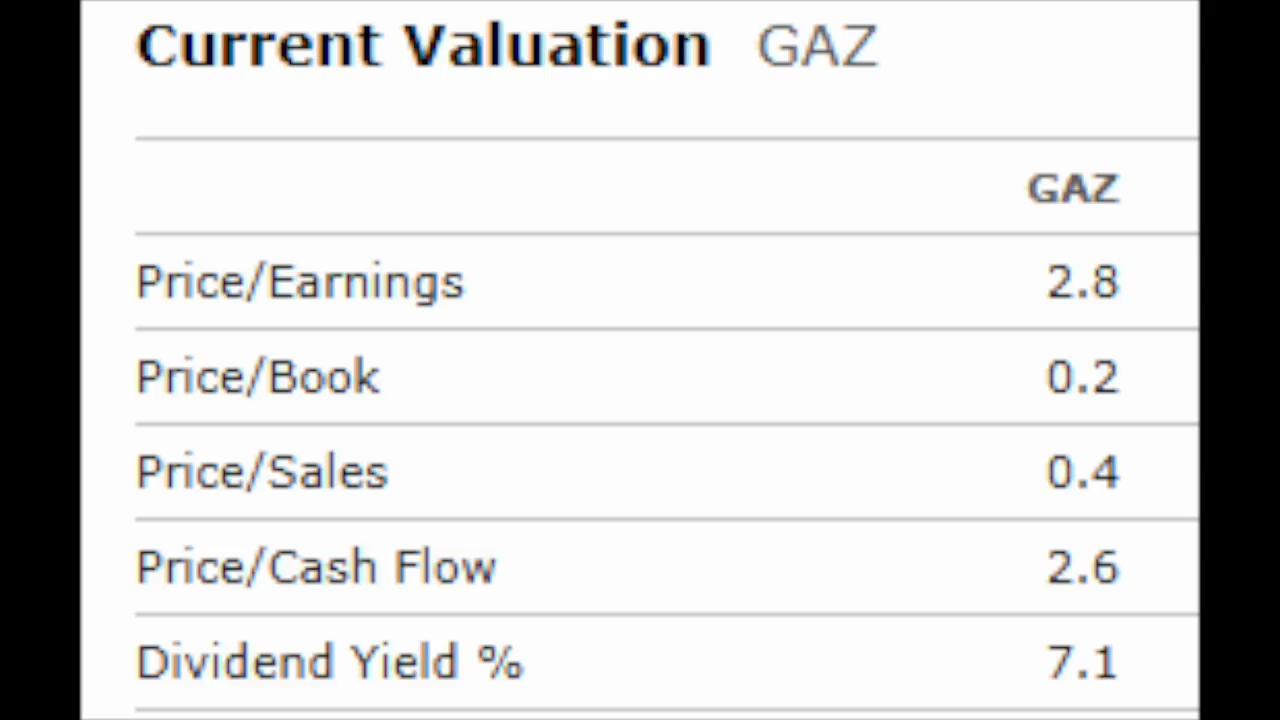 Current Valuation GAZ
GAZ
Price/Earnings 2.8
Price/Book 0.2
Price/Sales 0.4
Price/Cash Flow 2.6
Dividend Yield % 7.1